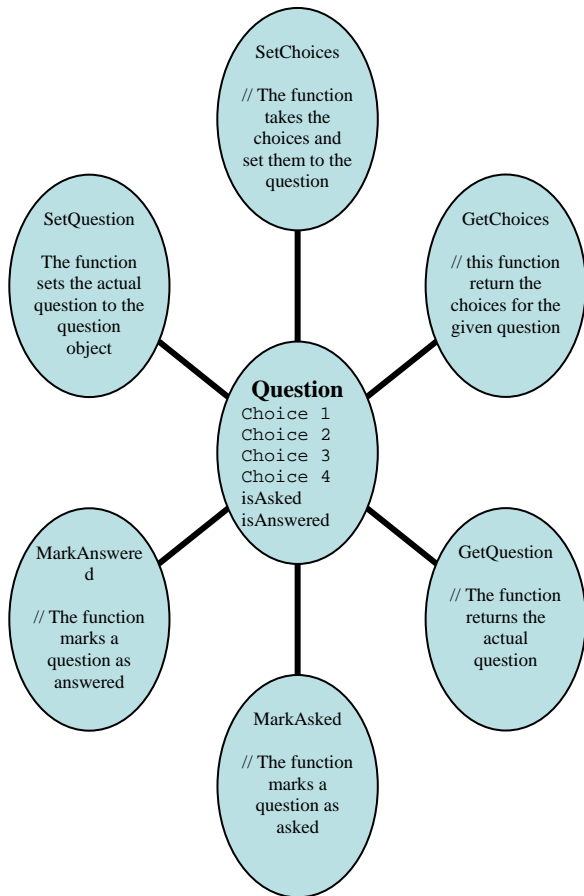 SetChoices
// The function
takes the
choices and
set them to the
question
SetQuestion
The function
sets the actual
question to the
question
object
GetChoices
// this function
return the
choices for the
given question
Question
Choice 1
Choice 2
Choice 3
Choice 4
isAsked
isAnswered
MarkAnswere
d
// The function
marks a
question as
answered
GetQuestion
// The function
returns the
actual
question
MarkAsked
// The function
marks a
question as
asked